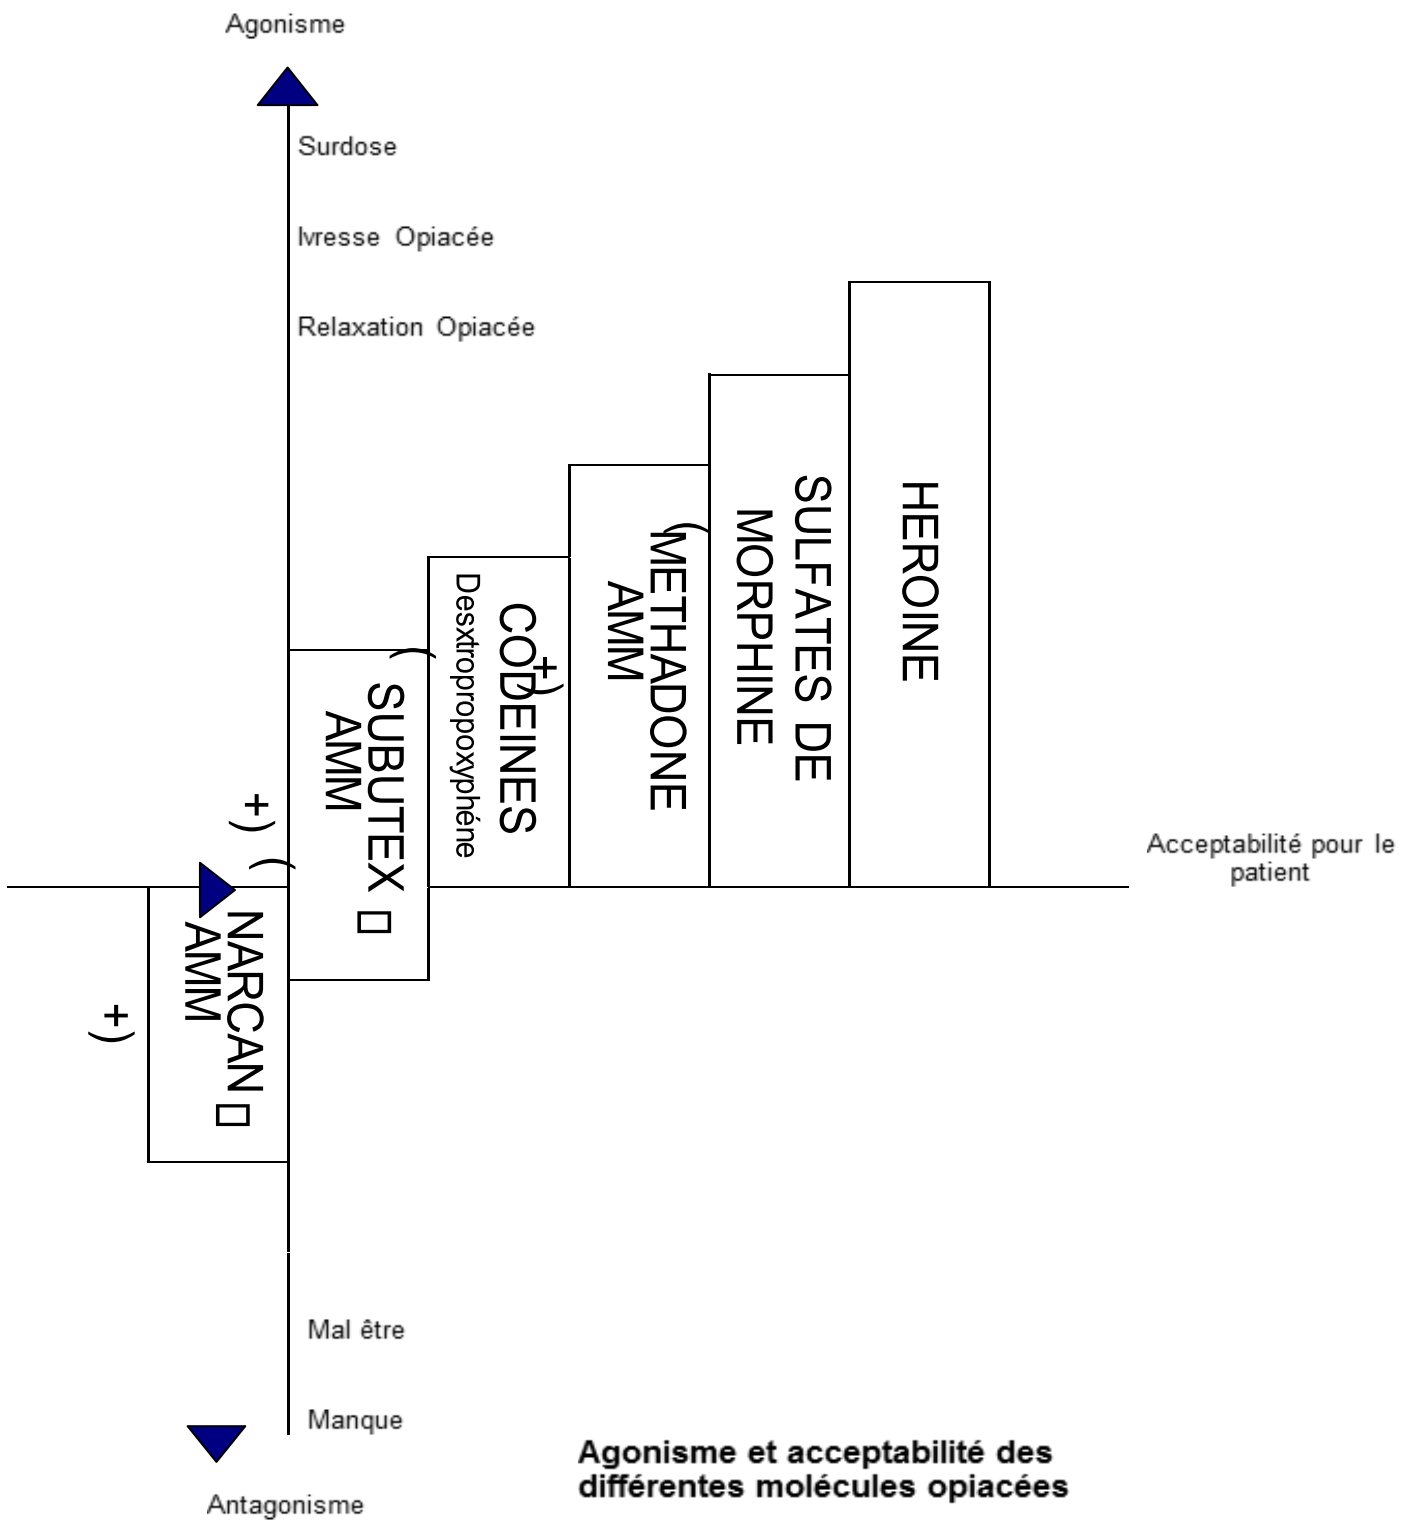 Agonisme
Surdose
Ivresse Opiacée
Relaxation Opiacée
HEROINE
SULFATES DE
MORPHINE
(
METHADONE
AMM
+)
CODEINES
Desxtropropoxyphéne
(
SUBUTEX
AMM
+)
(
NARCAN
AMM
+)
Acceptabilité pour le
patient
Mal être
Manque
Antagonisme
Agonisme et acceptabilité des
différentes molécules opiacées